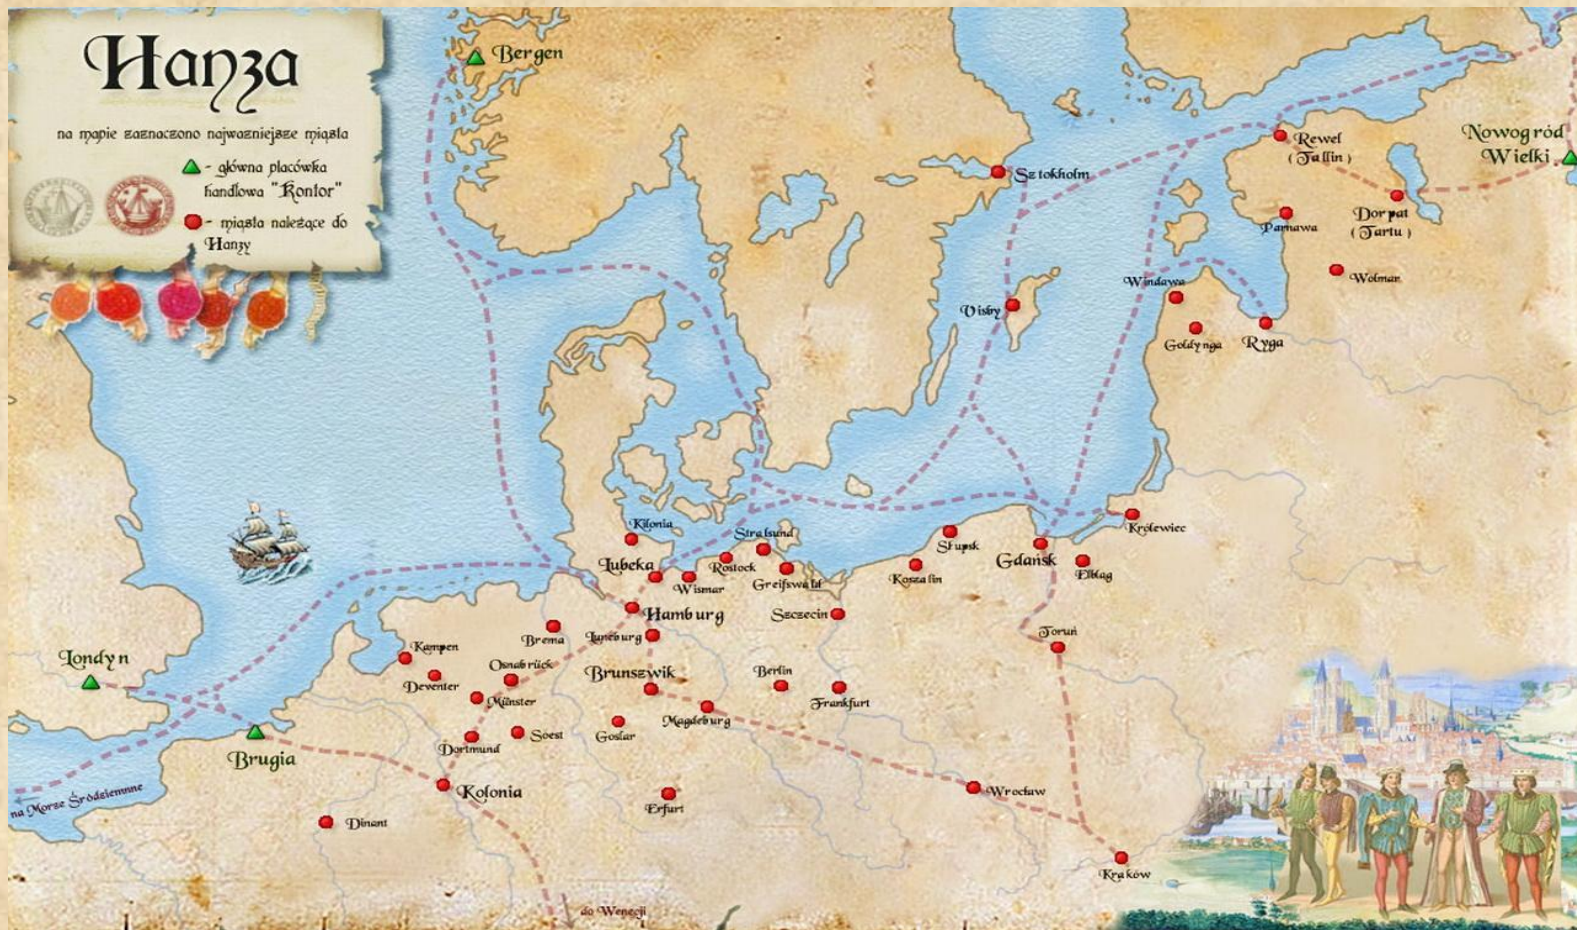 Hanza
na mapie zaznaczono najważniejsze miasta
- główna placówka
handlowa "Kontor"
- miasta należące do
Hanzy
Bergen
Sztokholm
Rewel
( Tallin )
Nowogród
Wielki
Dorpat
( Tartu )
Parnawa
Wolmar
Windawa
Visby
Goldynga
Ryga
Kilonia
Stralsund
Królewiec
Lubeka
Rostock
Słupsk
Gdańsk
Wismar
Greifswald
Koszalin
Elbląg
Hamburg
Szczecin
Brema
Luneburg
Toruń
Kampen
Londyn
Osnabrück
Deventer
Brunszwik
Berlin
Münster
Frankfurt
Magdeburg
Soest
Goslar
Dortmund
Brugia
Kolonia
Wrocław
na Morze Śródziemnne
Erfurt
Dinant
Kraków
do Wenecji